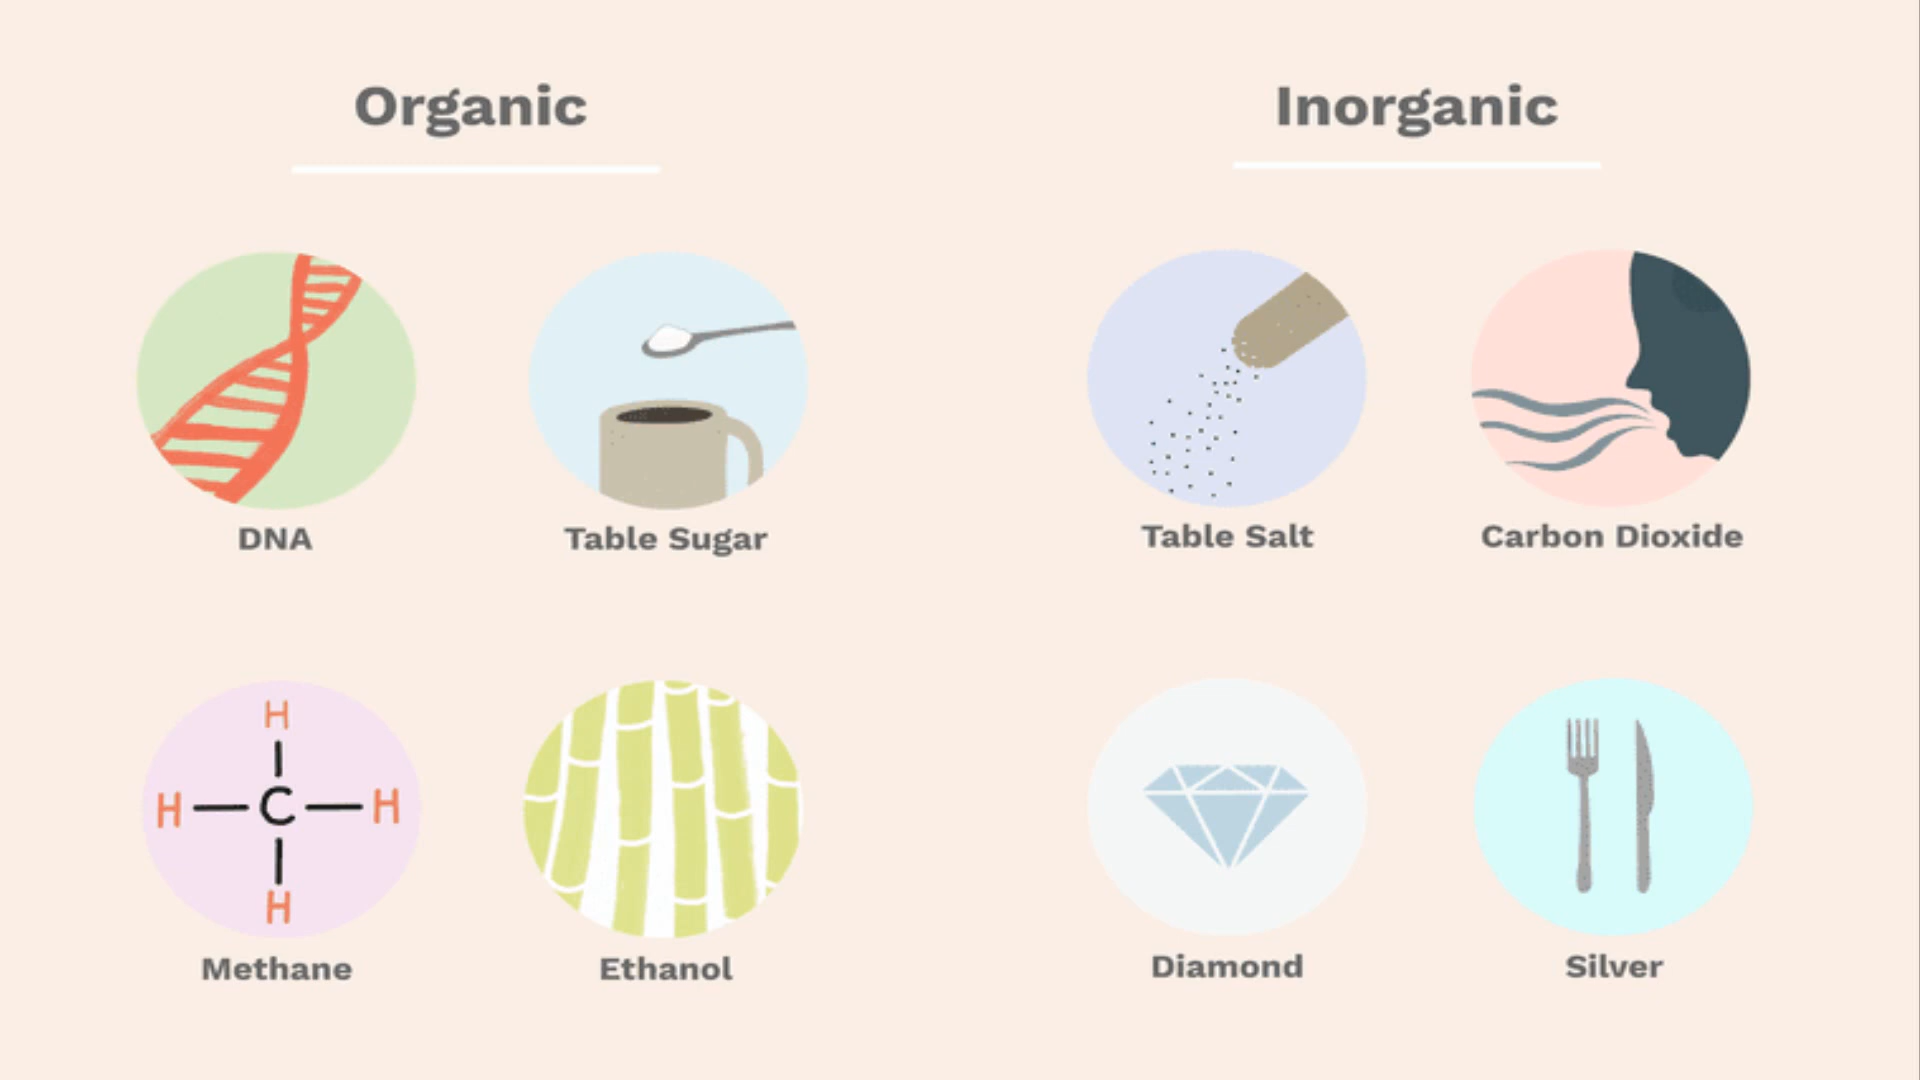 Organic
Inorganic
DNA
Table Sugar
Table Salt
Carbon Dioxide
H
H C H
H
Methane
Ethanol
Diamond
Silver